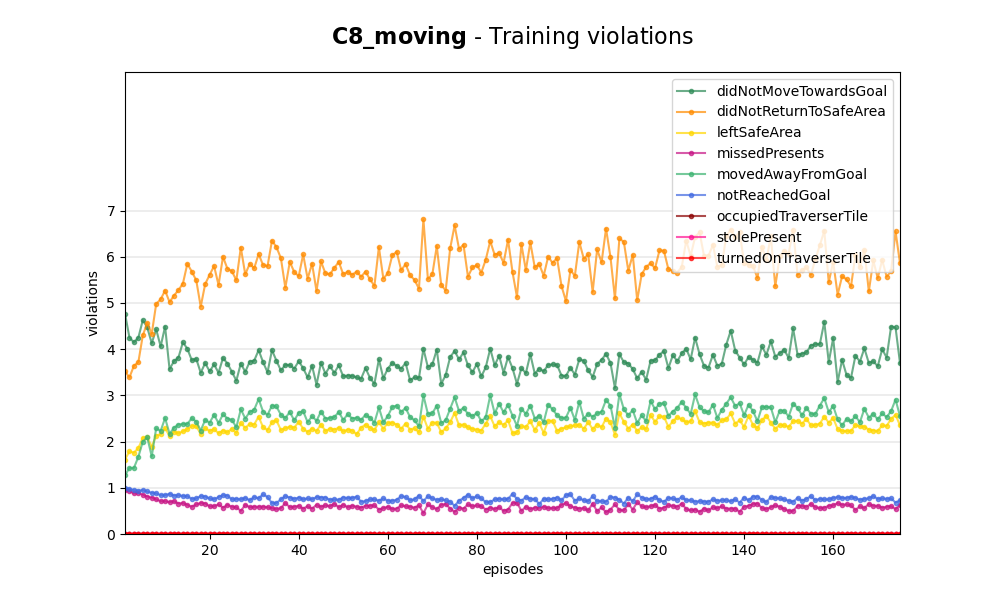 C8_moving - Training violations
didNotMoveTowardsGoal
didNotReturnToSafeArea
leftSafeArea
missedPresents
movedAwayFromGoal
notReachedGoal
occupiedTraverserTile
stolePresent
turnedOnTraverserTile
violations
7
6
5
4
3
2
1
0
20 40 60 80 100 120 140 160
episodes